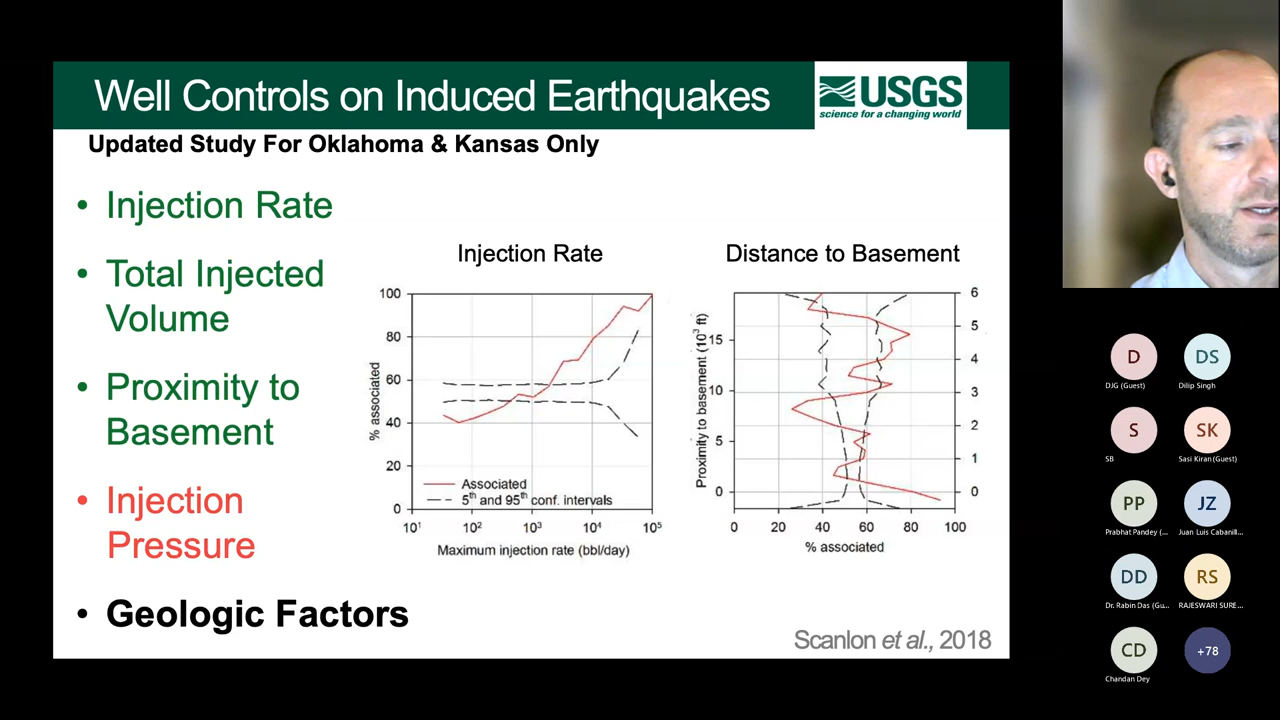 Well Controls on Induced Earthquakes
USGS
science for a changing world
Updated Study For Oklahoma & Kansas Only
• Injection Rate
• Total Injected
Volume
• Proximity to
Basement
• Injection
Pressure
• Geologic Factors
Injection Rate
100
80
60
40
20
0
% associated
Associated
5th and 95th conf. intervals
10¹ 10² 10³ 10⁴ 10⁵
Maximum injection rate (bbl/day)
Distance to Basement
Proximity to basement (10³ ft)
15
10
5
0
6
5
4
3
2
1
0
0 20 40 60 80 100
% associated
Scanlon et al., 2018
D
DJG (Guest)
DS
Dilip Singh
S
SB
SK
Sasi Kiran (Guest)
PP
Prabhat Pandey (...
JZ
Juan Luis Cabanill...
DD
Dr. Rabin Das (Gu...
RS
RAJESWARI SURE...
CD
Chandan Dey
+78